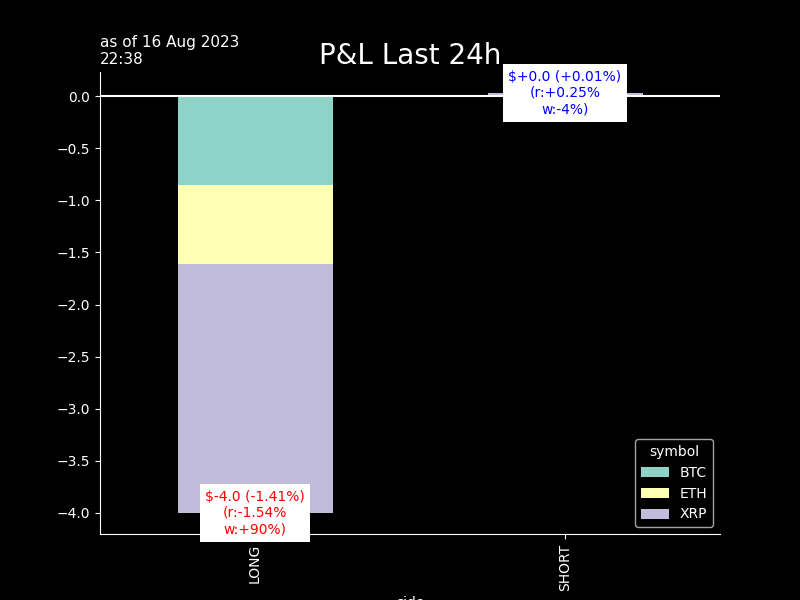 as of 16 Aug 2023
22:38
P&L Last 24h
$+0.0 (+0.01%)
(r:+0.25%
w:-4%)
0.0
−0.5
−1.0
−1.5
−2.0
−2.5
−3.0
−3.5
−4.0
$-4.0 (-1.41%)
(r:-1.54%
w:+90%)
symbol
BTC
ETH
XRP
LONG
SHORT
side